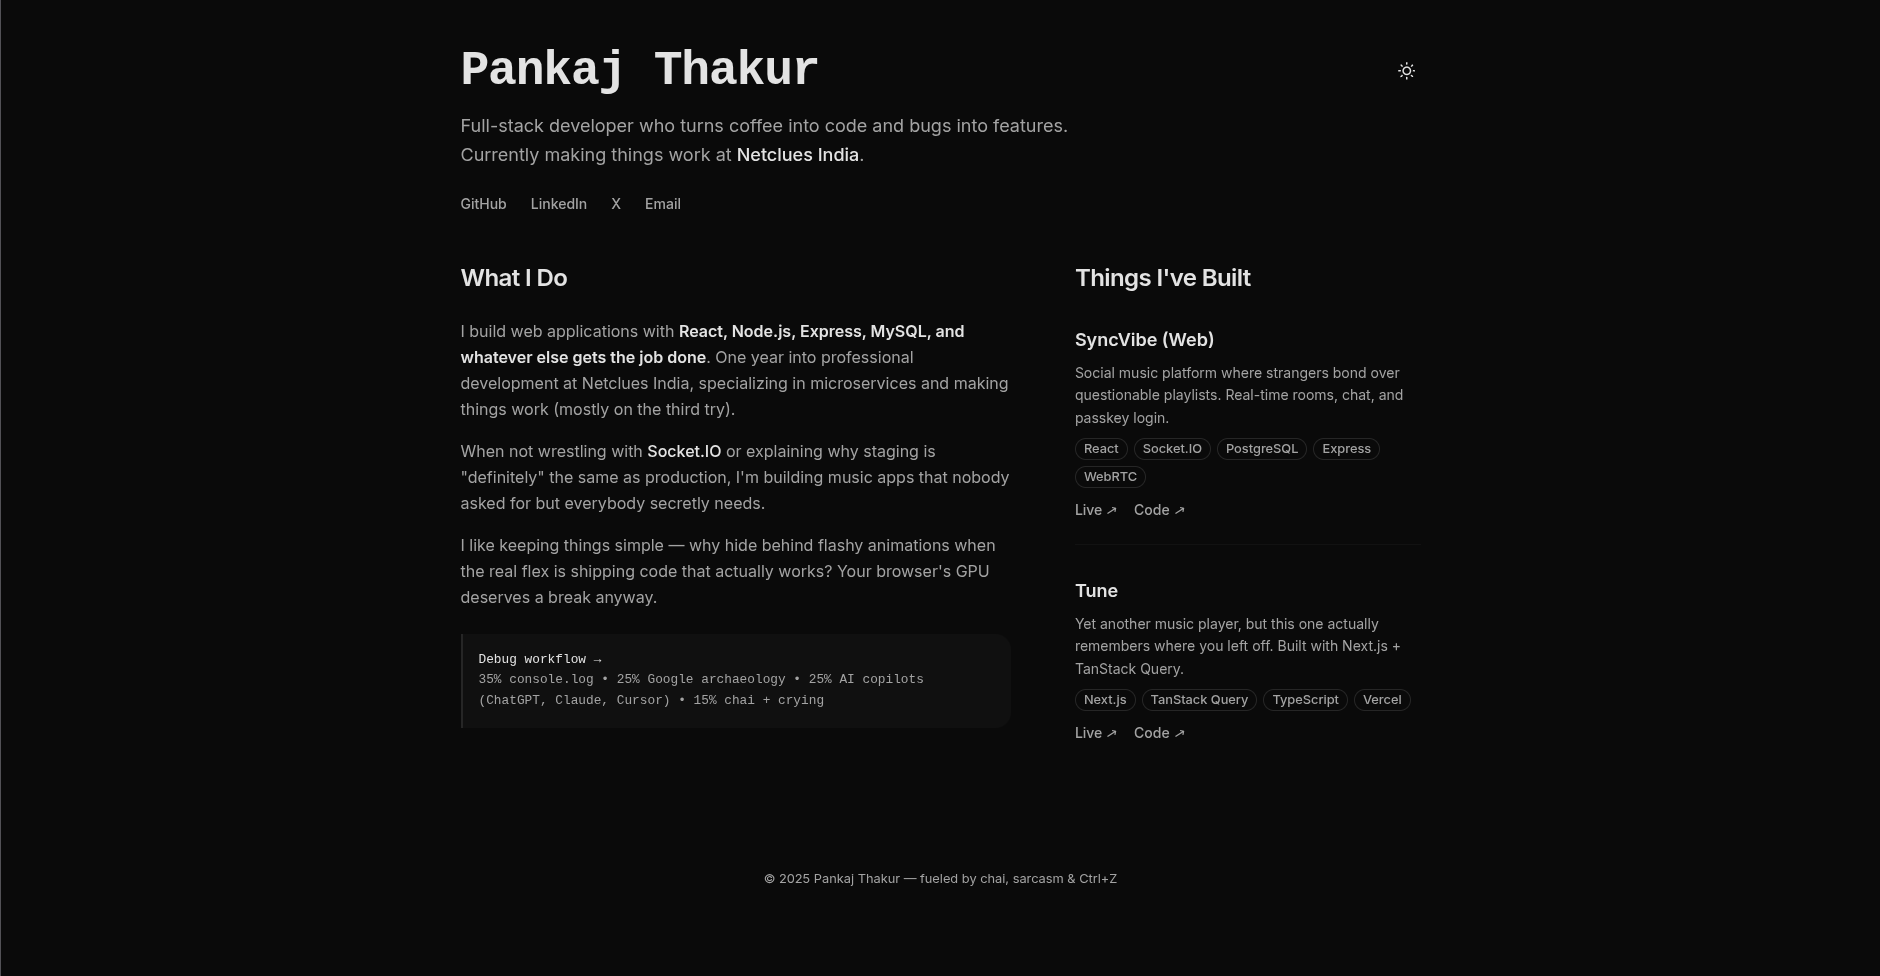 Pankaj Thakur
Full-stack developer who turns coffee into code and bugs into features.
Currently making things work at Netclues India.
GitHub LinkedIn X Email
What I Do
I build web applications with React, Node.js, Express, MySQL, and
whatever else gets the job done. One year into professional
development at Netclues India, specializing in microservices and making
things work (mostly on the third try).
When not wrestling with Socket.IO or explaining why staging is
"definitely" the same as production, I'm building music apps that nobody
asked for but everybody secretly needs.
I like keeping things simple — why hide behind flashy animations when
the real flex is shipping code that actually works? Your browser's GPU
deserves a break anyway.
Debug workflow →
35% console.log • 25% Google archaeology • 25% AI copilots
(ChatGPT, Claude, Cursor) • 15% chai + crying
Things I've Built
SyncVibe (Web)
Social music platform where strangers bond over
questionable playlists. Real-time rooms, chat, and
passkey login.
React Socket.IO PostgreSQL Express
WebRTC
Live ↗ Code ↗
Tune
Yet another music player, but this one actually
remembers where you left off. Built with Next.js +
TanStack Query.
Next.js TanStack Query TypeScript Vercel
Live ↗ Code ↗
© 2025 Pankaj Thakur — fueled by chai, sarcasm & Ctrl+Z